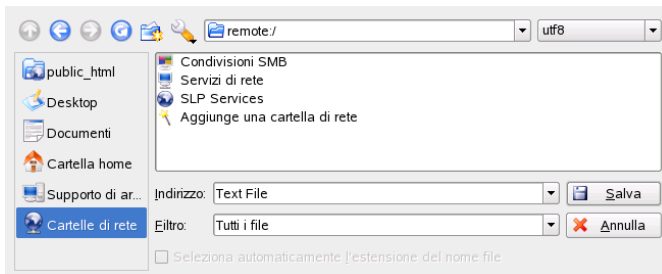 remote:/ utf8
public_html
Desktop
Documenti
Cartella home
Supporto di ar...
Cartelle di rete
Condivisioni SMB
Servizi di rete
SLP Services
Aggiunge una cartella di rete
Indirizzo: Text File Salva
Filtro: Tutti i file Annulla
Seleziona automaticamente l'estensione del nome file